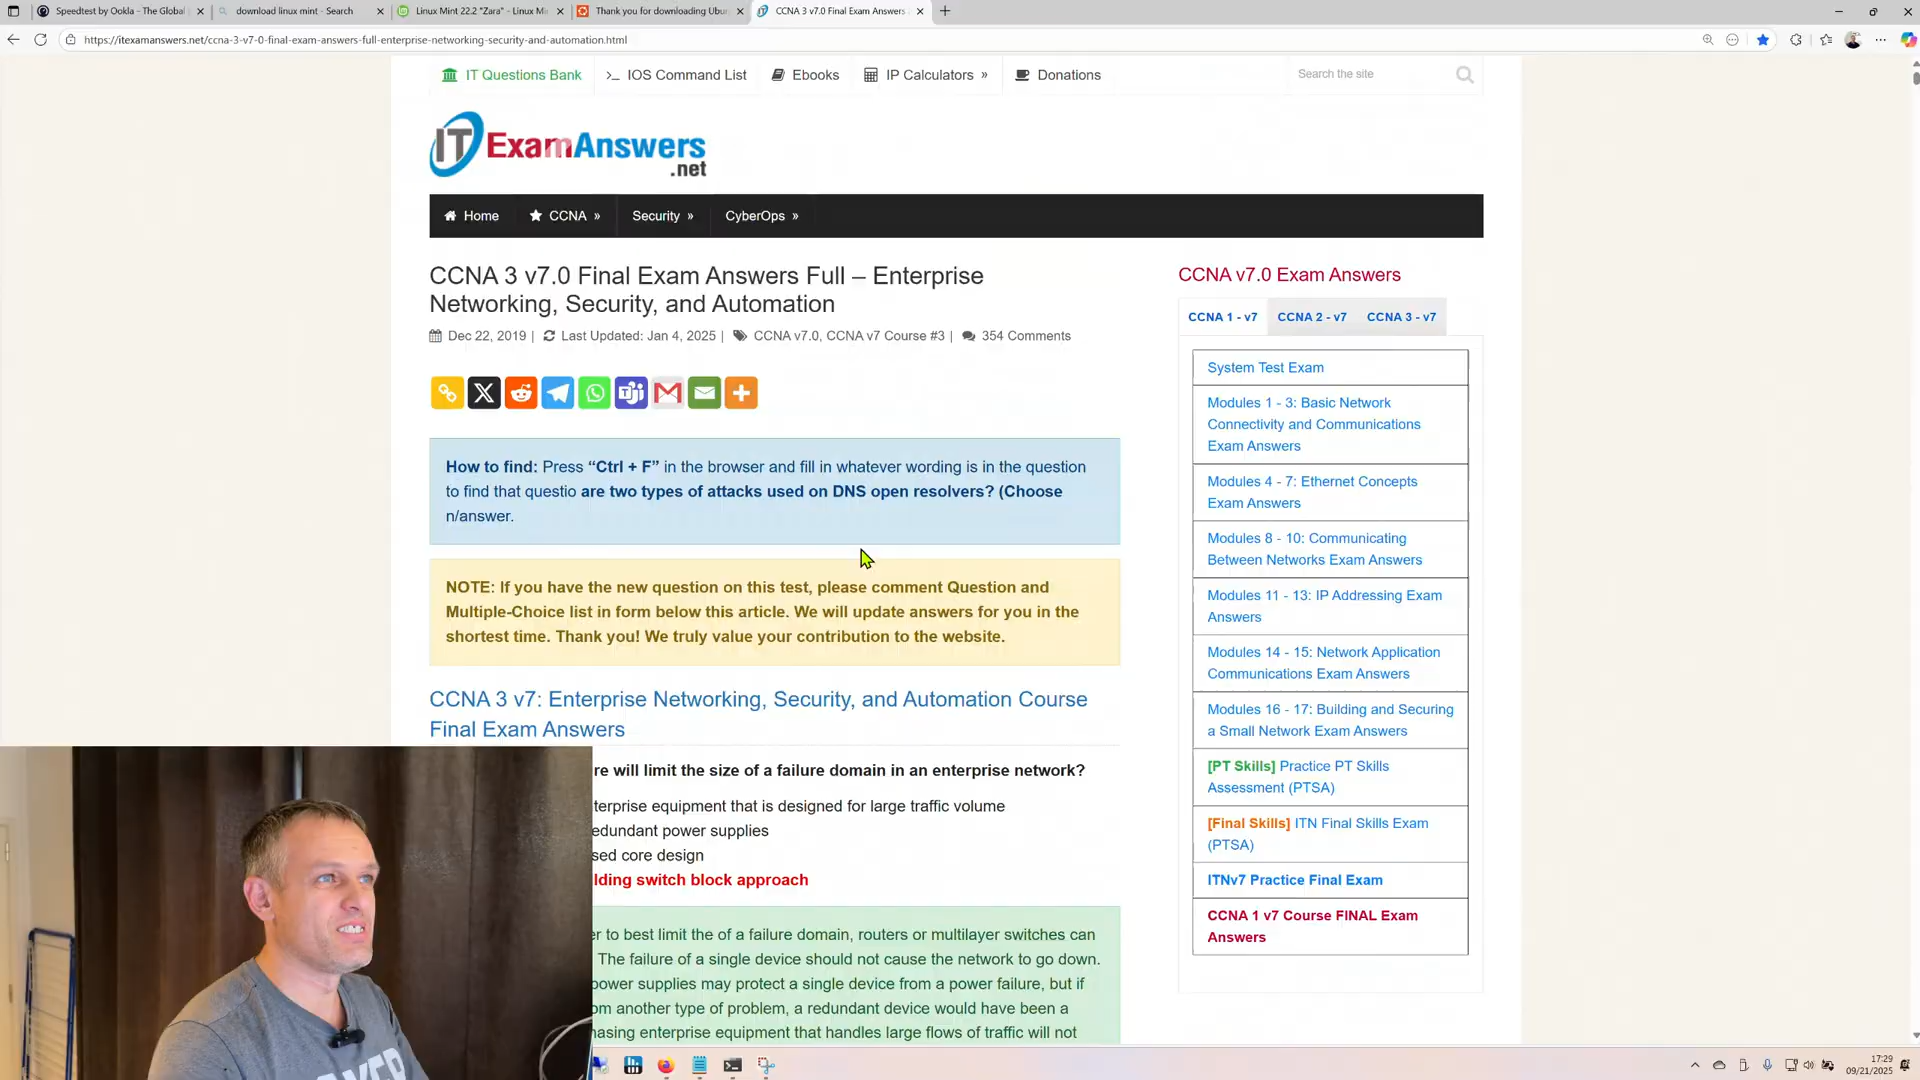 Speedtest by Ookla - The Global
download linux mint - Search
Linux Mint 22.2 "Zara" - Linux Mi
Thank you for downloading Ubu
CCNA 3 v7.0 Final Exam Answers
https://itexamanswers.net/ccna-3-v7-0-final-exam-answers-full-enterprise-networking-security-and-automation.html
IT Questions Bank
IOS Command List
Ebooks
IP Calculators »
Donations
Search the site
IT ExamAnswers
.net
Home
CCNA »
Security »
CyberOps »
CCNA 3 v7.0 Final Exam Answers Full – Enterprise
Networking, Security, and Automation
Dec 22, 2019 | Last Updated: Jan 4, 2025 | CCNA v7.0, CCNA v7 Course #3 | 354 Comments
How to find: Press “Ctrl + F” in the browser and fill in whatever wording is in the question
to find that questio are two types of attacks used on DNS open resolvers? (Choose
n/answer.
NOTE: If you have the new question on this test, please comment Question and
Multiple-Choice list in form below this article. We will update answers for you in the
shortest time. Thank you! We truly value your contribution to the website.
CCNA 3 v7: Enterprise Networking, Security, and Automation Course
Final Exam Answers
re will limit the size of a failure domain in an enterprise network?
terprise equipment that is designed for large traffic volume
edundant power supplies
sed core design
lding switch block approach
er to best limit the of a failure domain, routers or multilayer switches can
The failure of a single device should not cause the network to go down.
power supplies may protect a single device from a power failure, but if
om another type of problem, a redundant device would have been a
hasing enterprise equipment that handles large flows of traffic will not
CCNA v7.0 Exam Answers
CCNA 1 - v7
CCNA 2 - v7
CCNA 3 - v7
System Test Exam
Modules 1 - 3: Basic Network
Connectivity and Communications
Exam Answers
Modules 4 - 7: Ethernet Concepts
Exam Answers
Modules 8 - 10: Communicating
Between Networks Exam Answers
Modules 11 - 13: IP Addressing Exam
Answers
Modules 14 - 15: Network Application
Communications Exam Answers
Modules 16 - 17: Building and Securing
a Small Network Exam Answers
[PT Skills] Practice PT Skills
Assessment (PTSA)
[Final Skills] ITN Final Skills Exam
(PTSA)
ITNv7 Practice Final Exam
CCNA 1 v7 Course FINAL Exam
Answers
17:29
09/21/2025